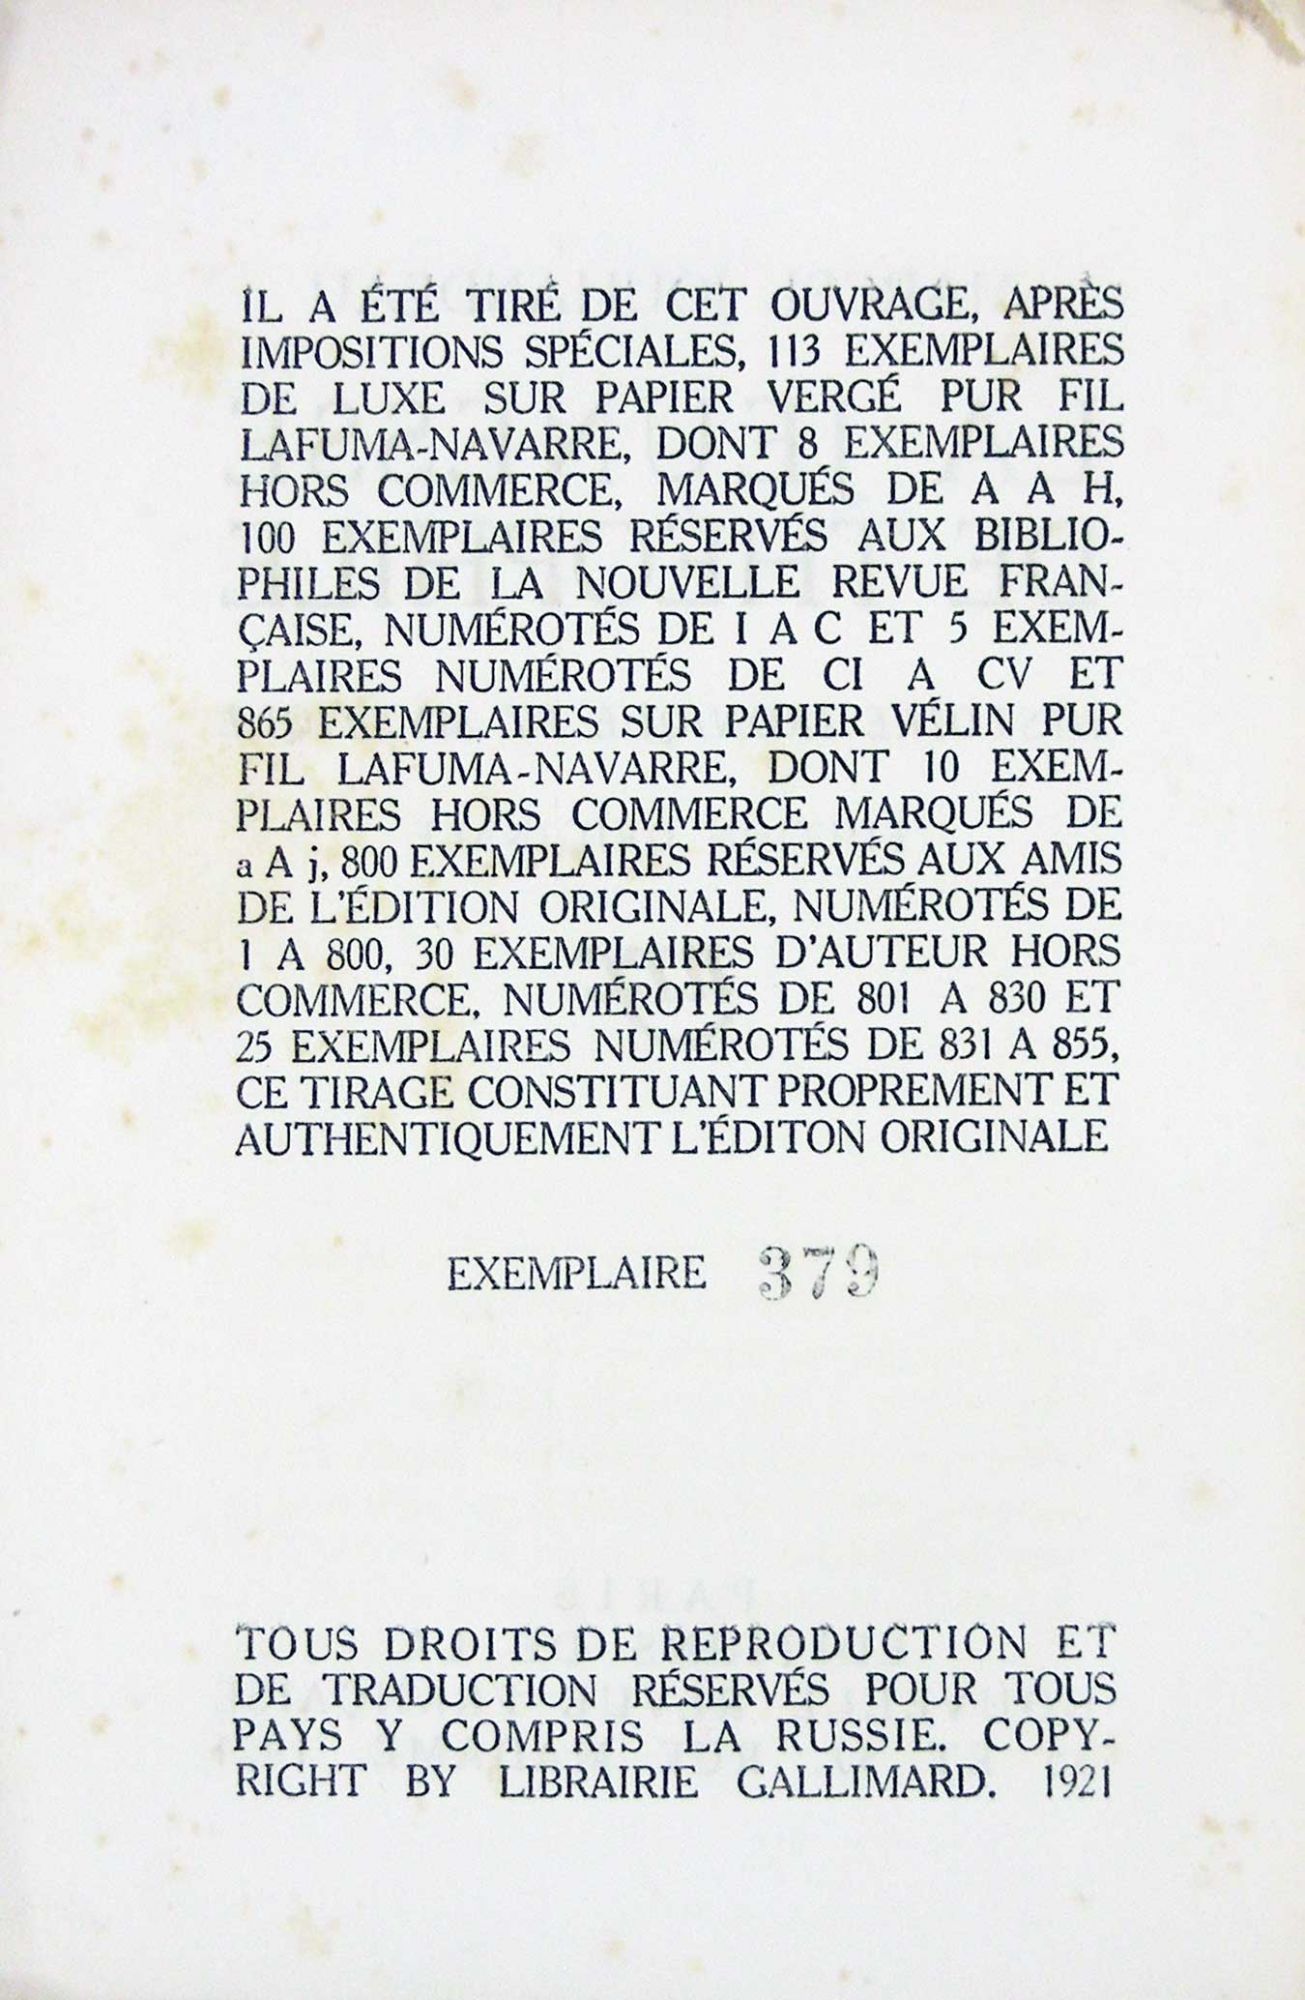 IL A ÉTÉ TIRÉ DE CET OUVRAGE, APRÈS
IMPOSITIONS SPÉCIALES, 113 EXEMPLAIRES
DE LUXE SUR PAPIER VERGÉ PUR FIL
LAFUMA-NAVARRE, DONT 8 EXEMPLAIRES
HORS COMMERCE, MARQUÉS DE A A H,
100 EXEMPLAIRES RÉSERVÉS AUX BIBLIO-
PHILES DE LA NOUVELLE REVUE FRAN-
ÇAISE, NUMÉROTÉS DE I A C ET 5 EXEM-
PLAIRES NUMÉROTÉS DE CI A CV ET
865 EXEMPLAIRES SUR PAPIER VÉLIN PUR
FIL LAFUMA-NAVARRE, DONT 10 EXEM-
PLAIRES HORS COMMERCE MARQUÉS DE
a A j, 800 EXEMPLAIRES RÉSERVÉS AUX AMIS
DE L'ÉDITION ORIGINALE, NUMÉROTÉS DE
1 A 800, 30 EXEMPLAIRES D'AUTEUR HORS
COMMERCE, NUMÉROTÉS DE 801 A 830 ET
25 EXEMPLAIRES NUMÉROTÉS DE 831 A 855,
CE TIRAGE CONSTITUANT PROPREMENT ET
AUTHENTIQUEMENT L'ÉDITON ORIGINALE
EXEMPLAIRE 379
TOUS DROITS DE REPRODUCTION ET
DE TRADUCTION RÉSERVÉS POUR TOUS
PAYS Y COMPRIS LA RUSSIE. COPY-
RIGHT BY LIBRAIRIE GALLIMARD. 1921